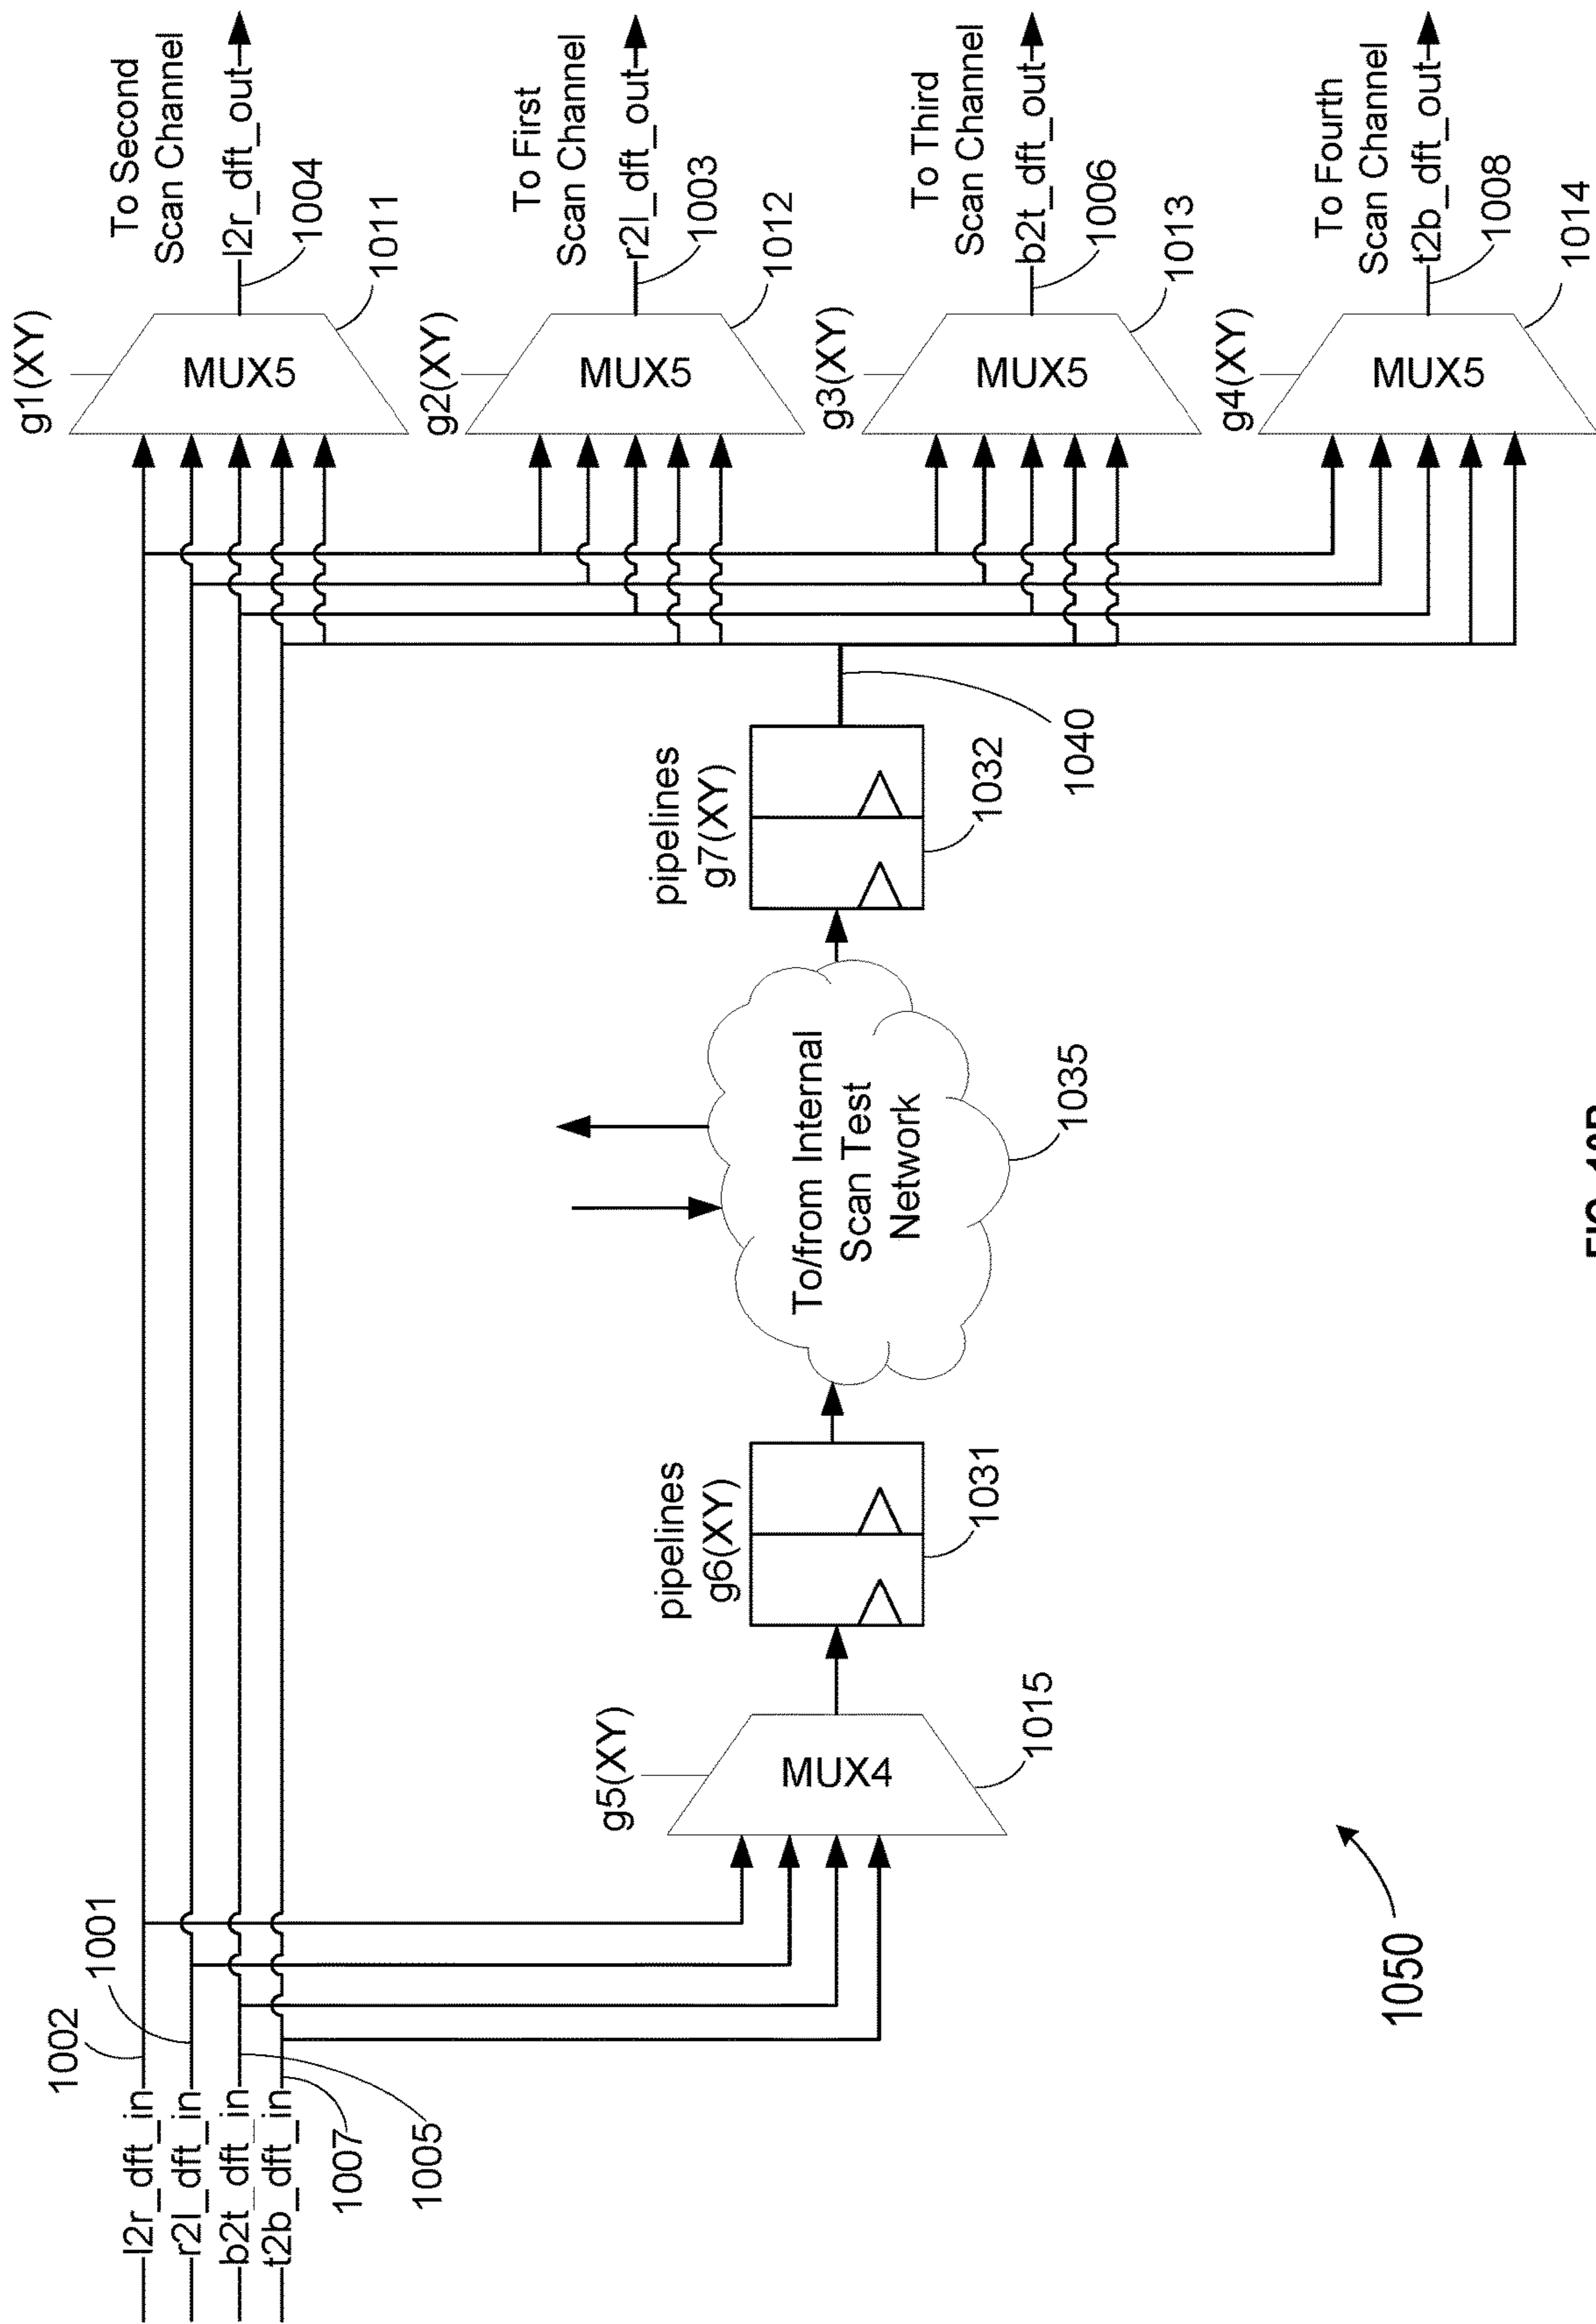 l2r_dft_in
r2l_dft_in
b2t_dft_in
t2b_dft_in
1002
1001
1007
1005
g5(XY)
MUX4
1015
pipelines
g6(XY)
1031
To/from Internal
Scan Test
Network
1035
pipelines
g7(XY)
1032
1040
g1(XY)
MUX5
To Second
Scan Channel
l2r_dft_out
1004
1011
g2(XY)
MUX5
To First
Scan Channel
r2l_dft_out
1003
1012
g3(XY)
MUX5
To Third
Scan Channel
b2t_dft_out
1006
1013
g4(XY)
MUX5
To Fourth
Scan Channel
t2b_dft_out
1008
1014
1050